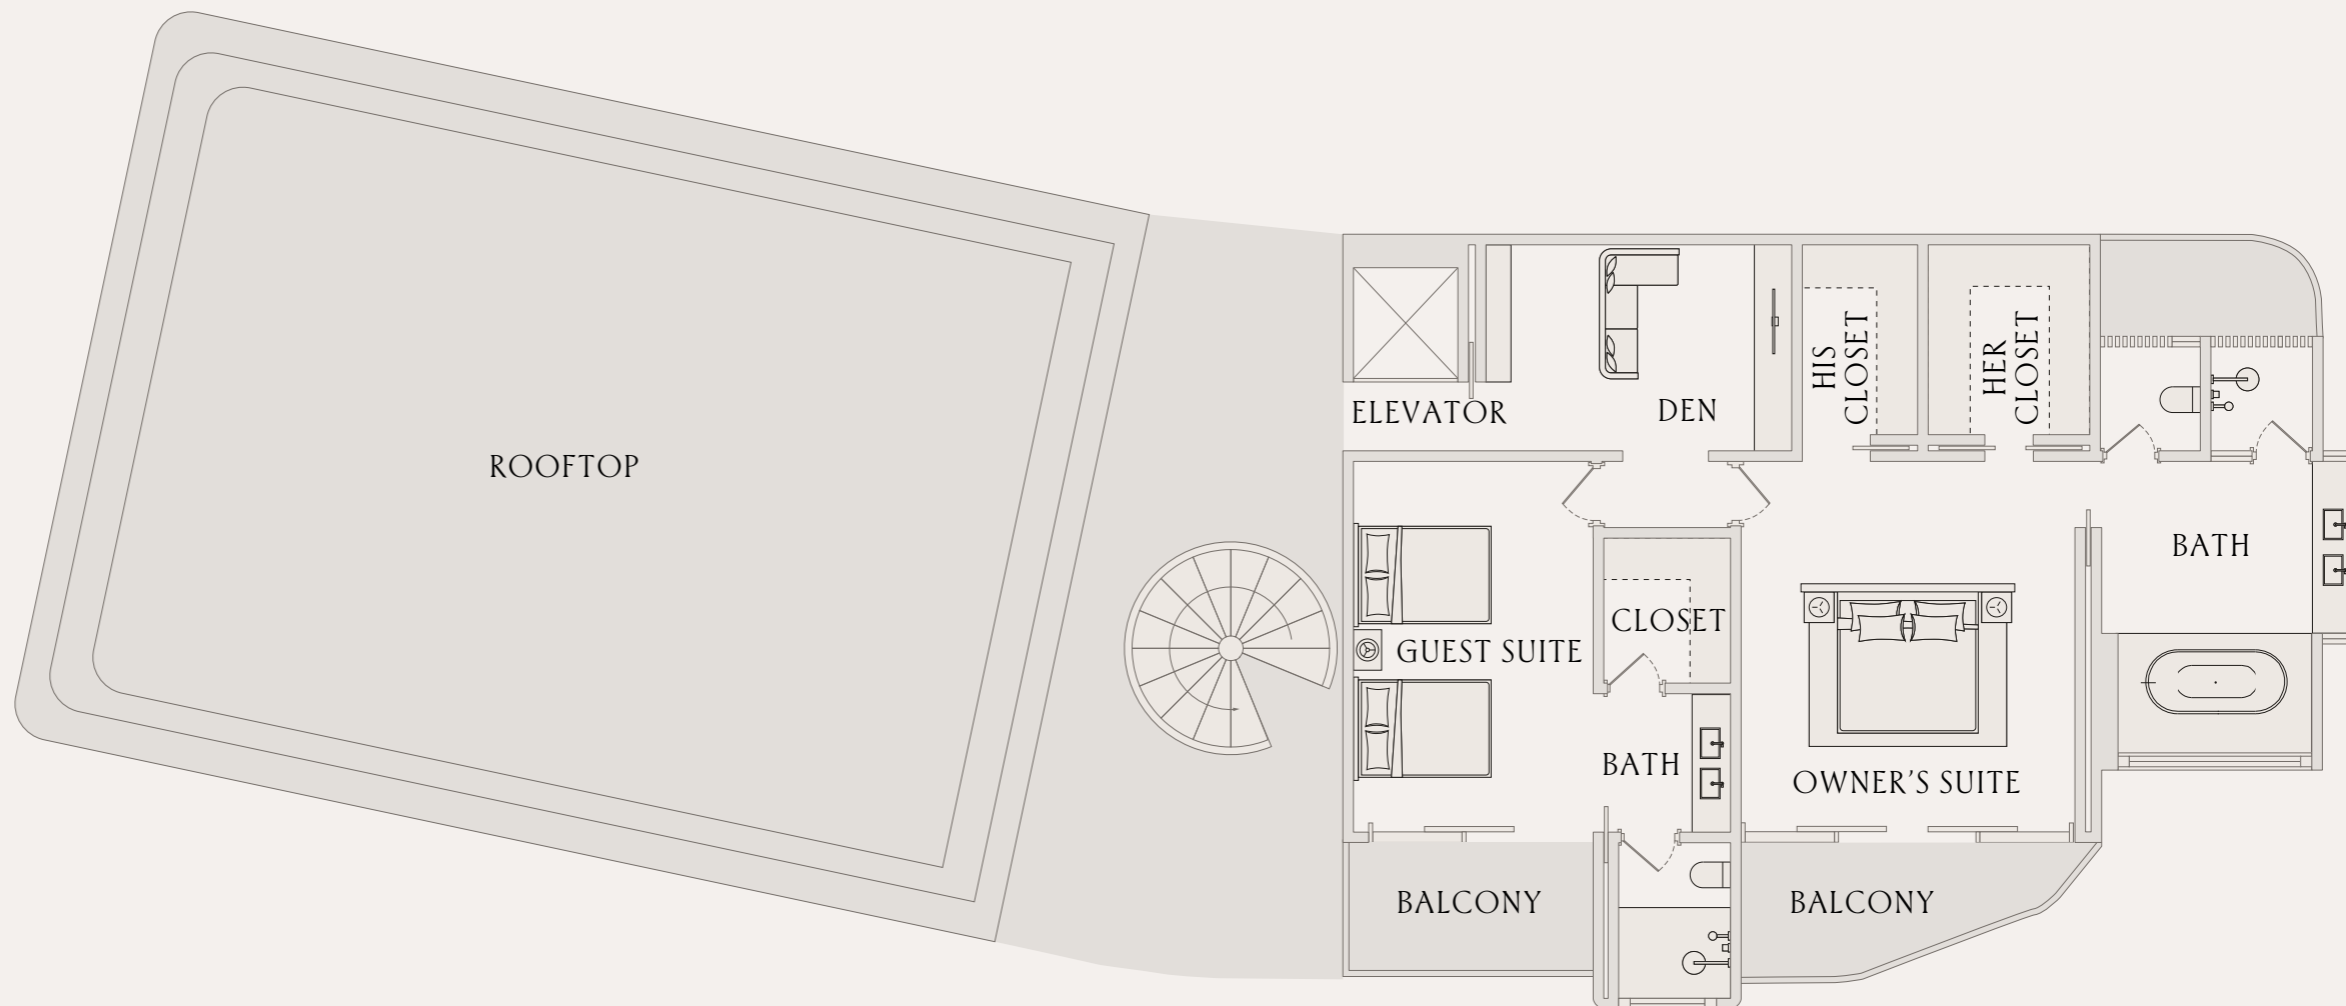 ROOFTOP
ELEVATOR
DEN
HIS
CLOSET
HER
CLOSET
BATH
CLOSET
GUEST SUITE
BATH
OWNER'S SUITE
BALCONY
BALCONY